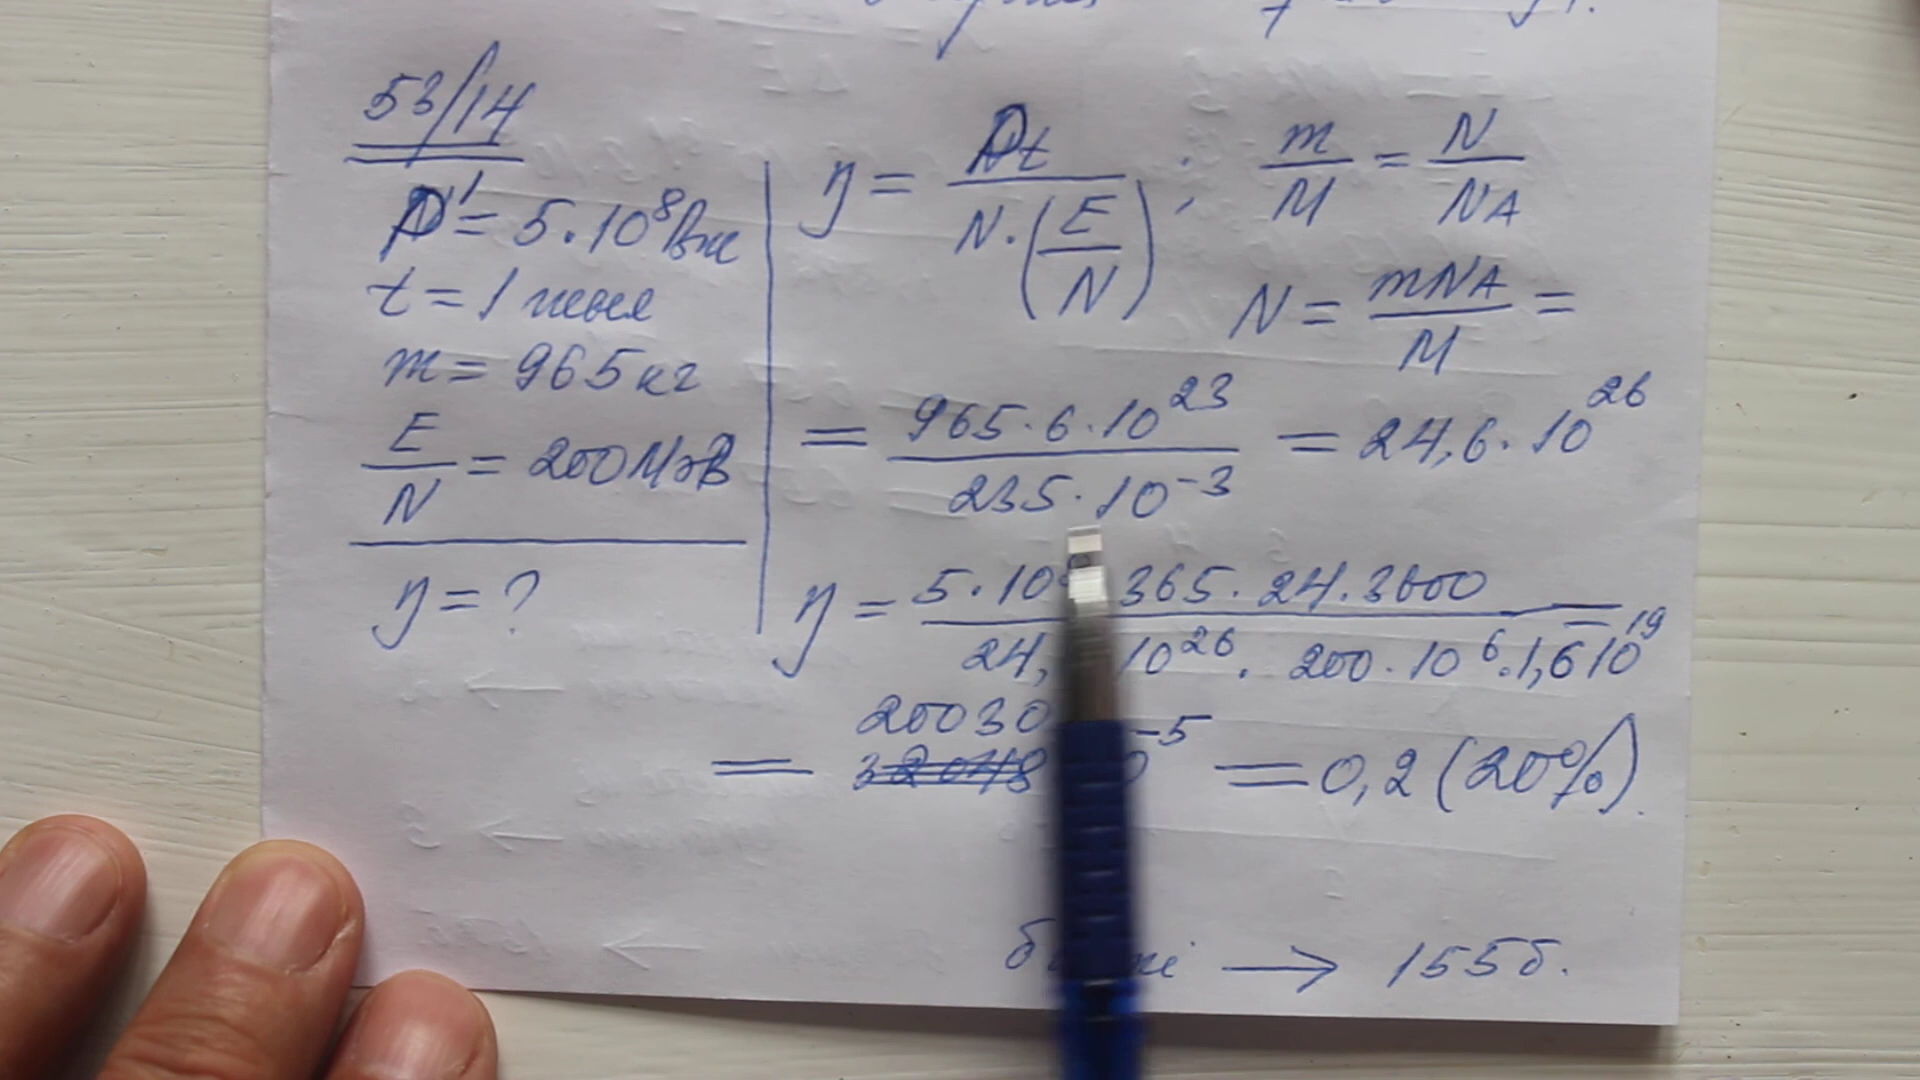 53/14
P = 5 · 10⁸ Вт
t = 1
m = 965 кг
E/N = 200 МэВ
η = ?
η = Pt / (N · (E/N)) ; m/M = N/NA
N = mNA/M =
= 965 · 6 · 10²³ / 235 · 10⁻³ = 24,6 · 10²⁶
η = 5 · 10 365 · 24 · 3600 / 24, 10²⁶ · 200 · 10⁶ · 1,6 10⁻¹⁹ =
= 20030 ⁻⁵ = 0,2 (20%).
→ 155б.